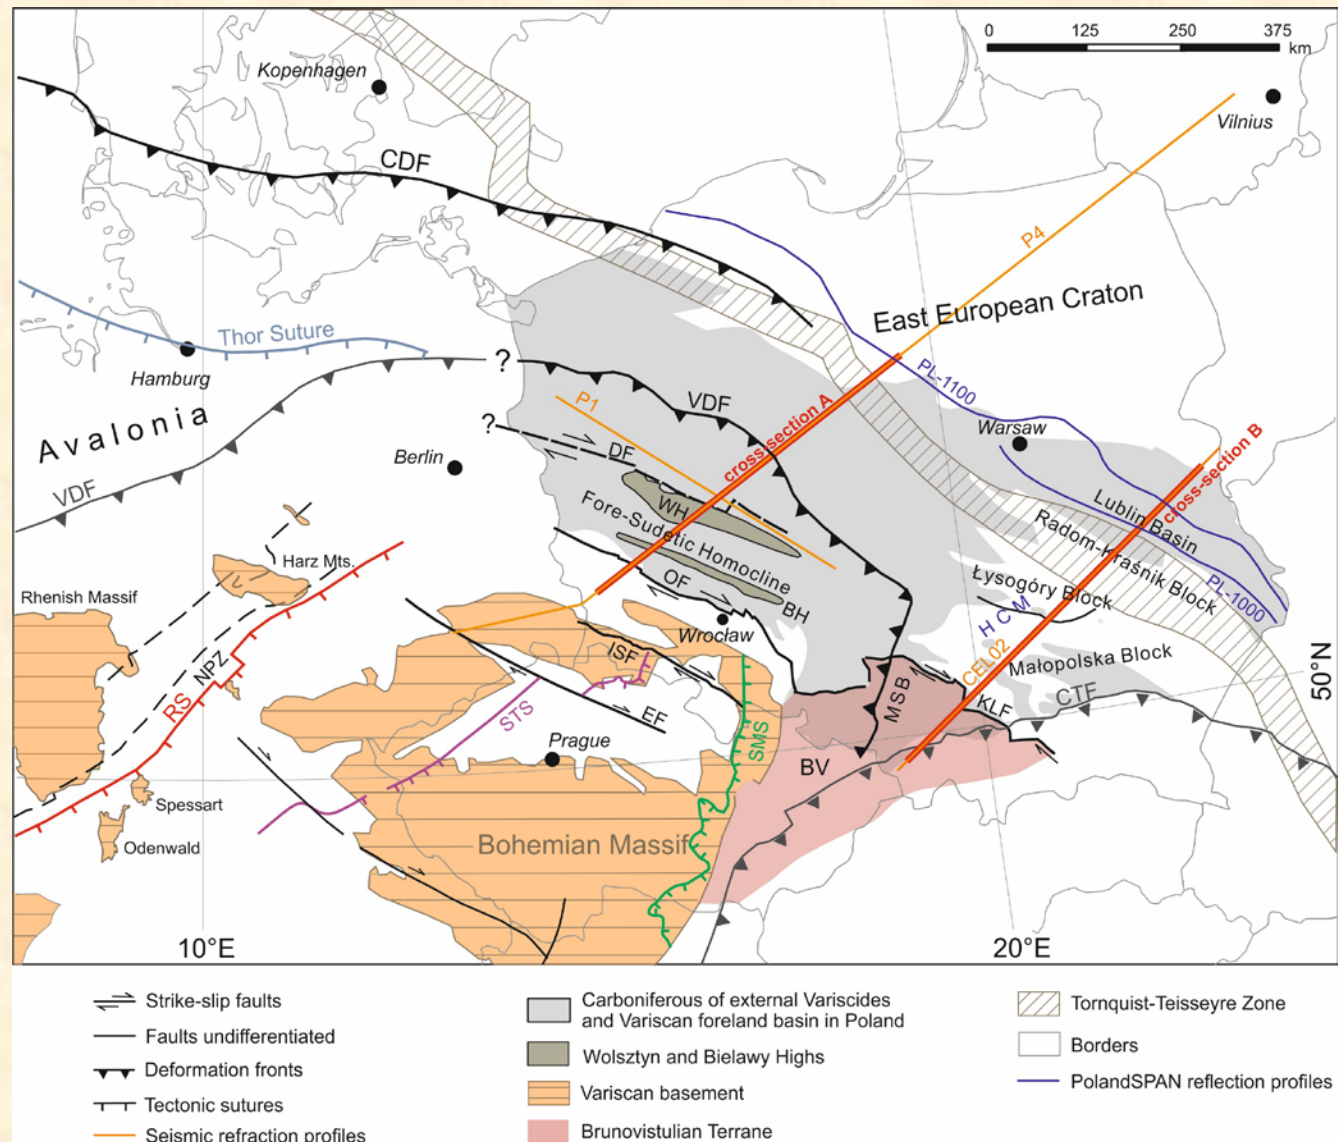 0 125 250 375
km
Kopenhagen
Vilnius
CDF
P4
East European Craton
Thor Suture
Hamburg
?
Avalonia
VDF
P1
VDF
PL-1100
Warsaw
cross-section A
cross-section B
?
DF
Berlin
WH
Lublin Basin
Fore-Sudetic Homocline
Radom-Kraśnik Block
Harz Mts.
OF
BH
Łysogóry Block
PL-1000
Rhenish Massif
HCM
Wrocław
ISF
CEL02
Małopolska Block
NPZ
RS
MSB
CTF
50°N
STS
EF
KLF
Prague
SMS
BV
Spessart
Odenwald
Bohemian Massif
10°E
20°E
Strike-slip faults
Faults undifferentiated
Deformation fronts
Tectonic sutures
Seismic refraction profiles
Carboniferous of external Variscides
and Variscan foreland basin in Poland
Wolsztyn and Bielawy Highs
Variscan basement
Brunovistulian Terrane
Tornquist-Teisseyre Zone
Borders
PolandSPAN reflection profiles